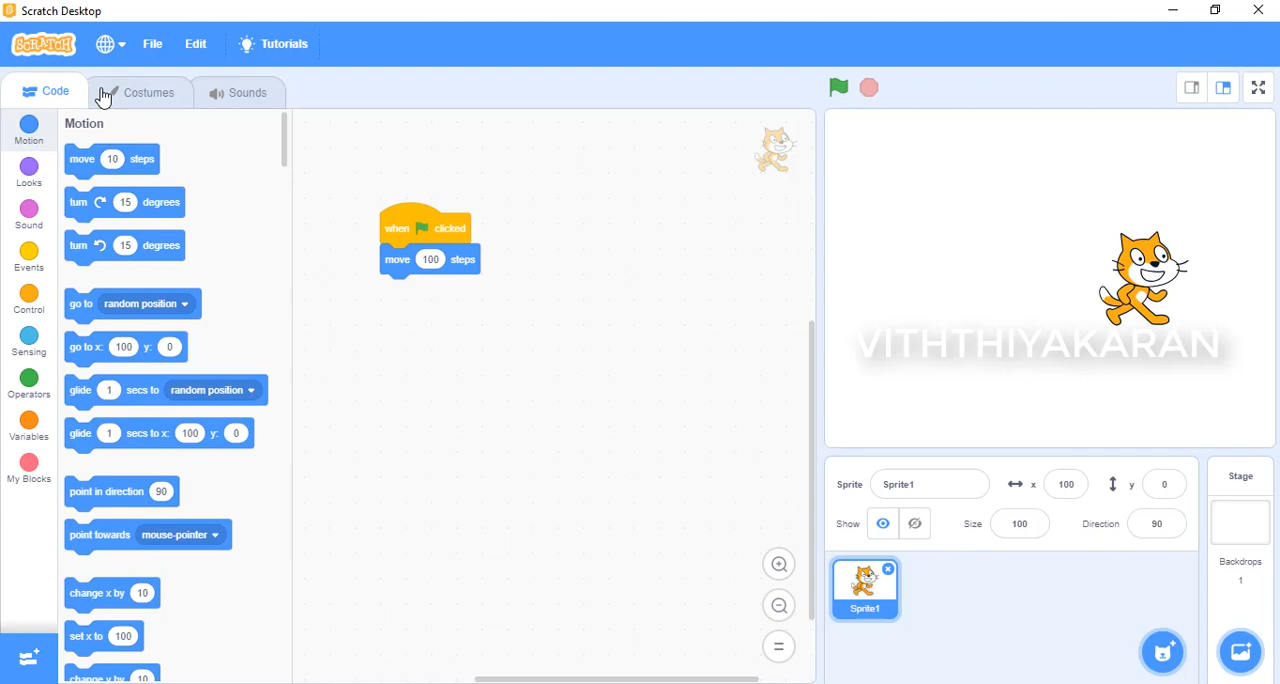 Scratch Desktop
SCRATCH File Edit Tutorials
Code Costumes Sounds
Motion
Looks
Sound
Events
Control
Sensing
Operators
Variables
My Blocks
Motion
move 10 steps
turn 15 degrees
turn 15 degrees
go to random position
go to x: 100 y: 0
glide 1 secs to random position
glide 1 secs to x: 100 y: 0
point in direction 90
point towards mouse-pointer
change x by 10
set x to 100
change y by 10
when clicked
move 100 steps
VITHTHIYAKARAN
Sprite Sprite1 x 100 y 0
Show Size 100 Direction 90
Sprite1
Stage
Backdrops
1